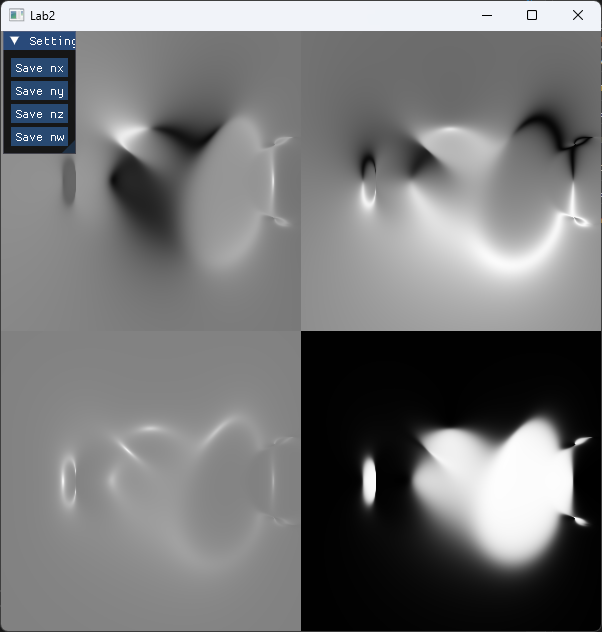 Lab2
▼ Setting
Save nx
Save ny
Save nz
Save nw